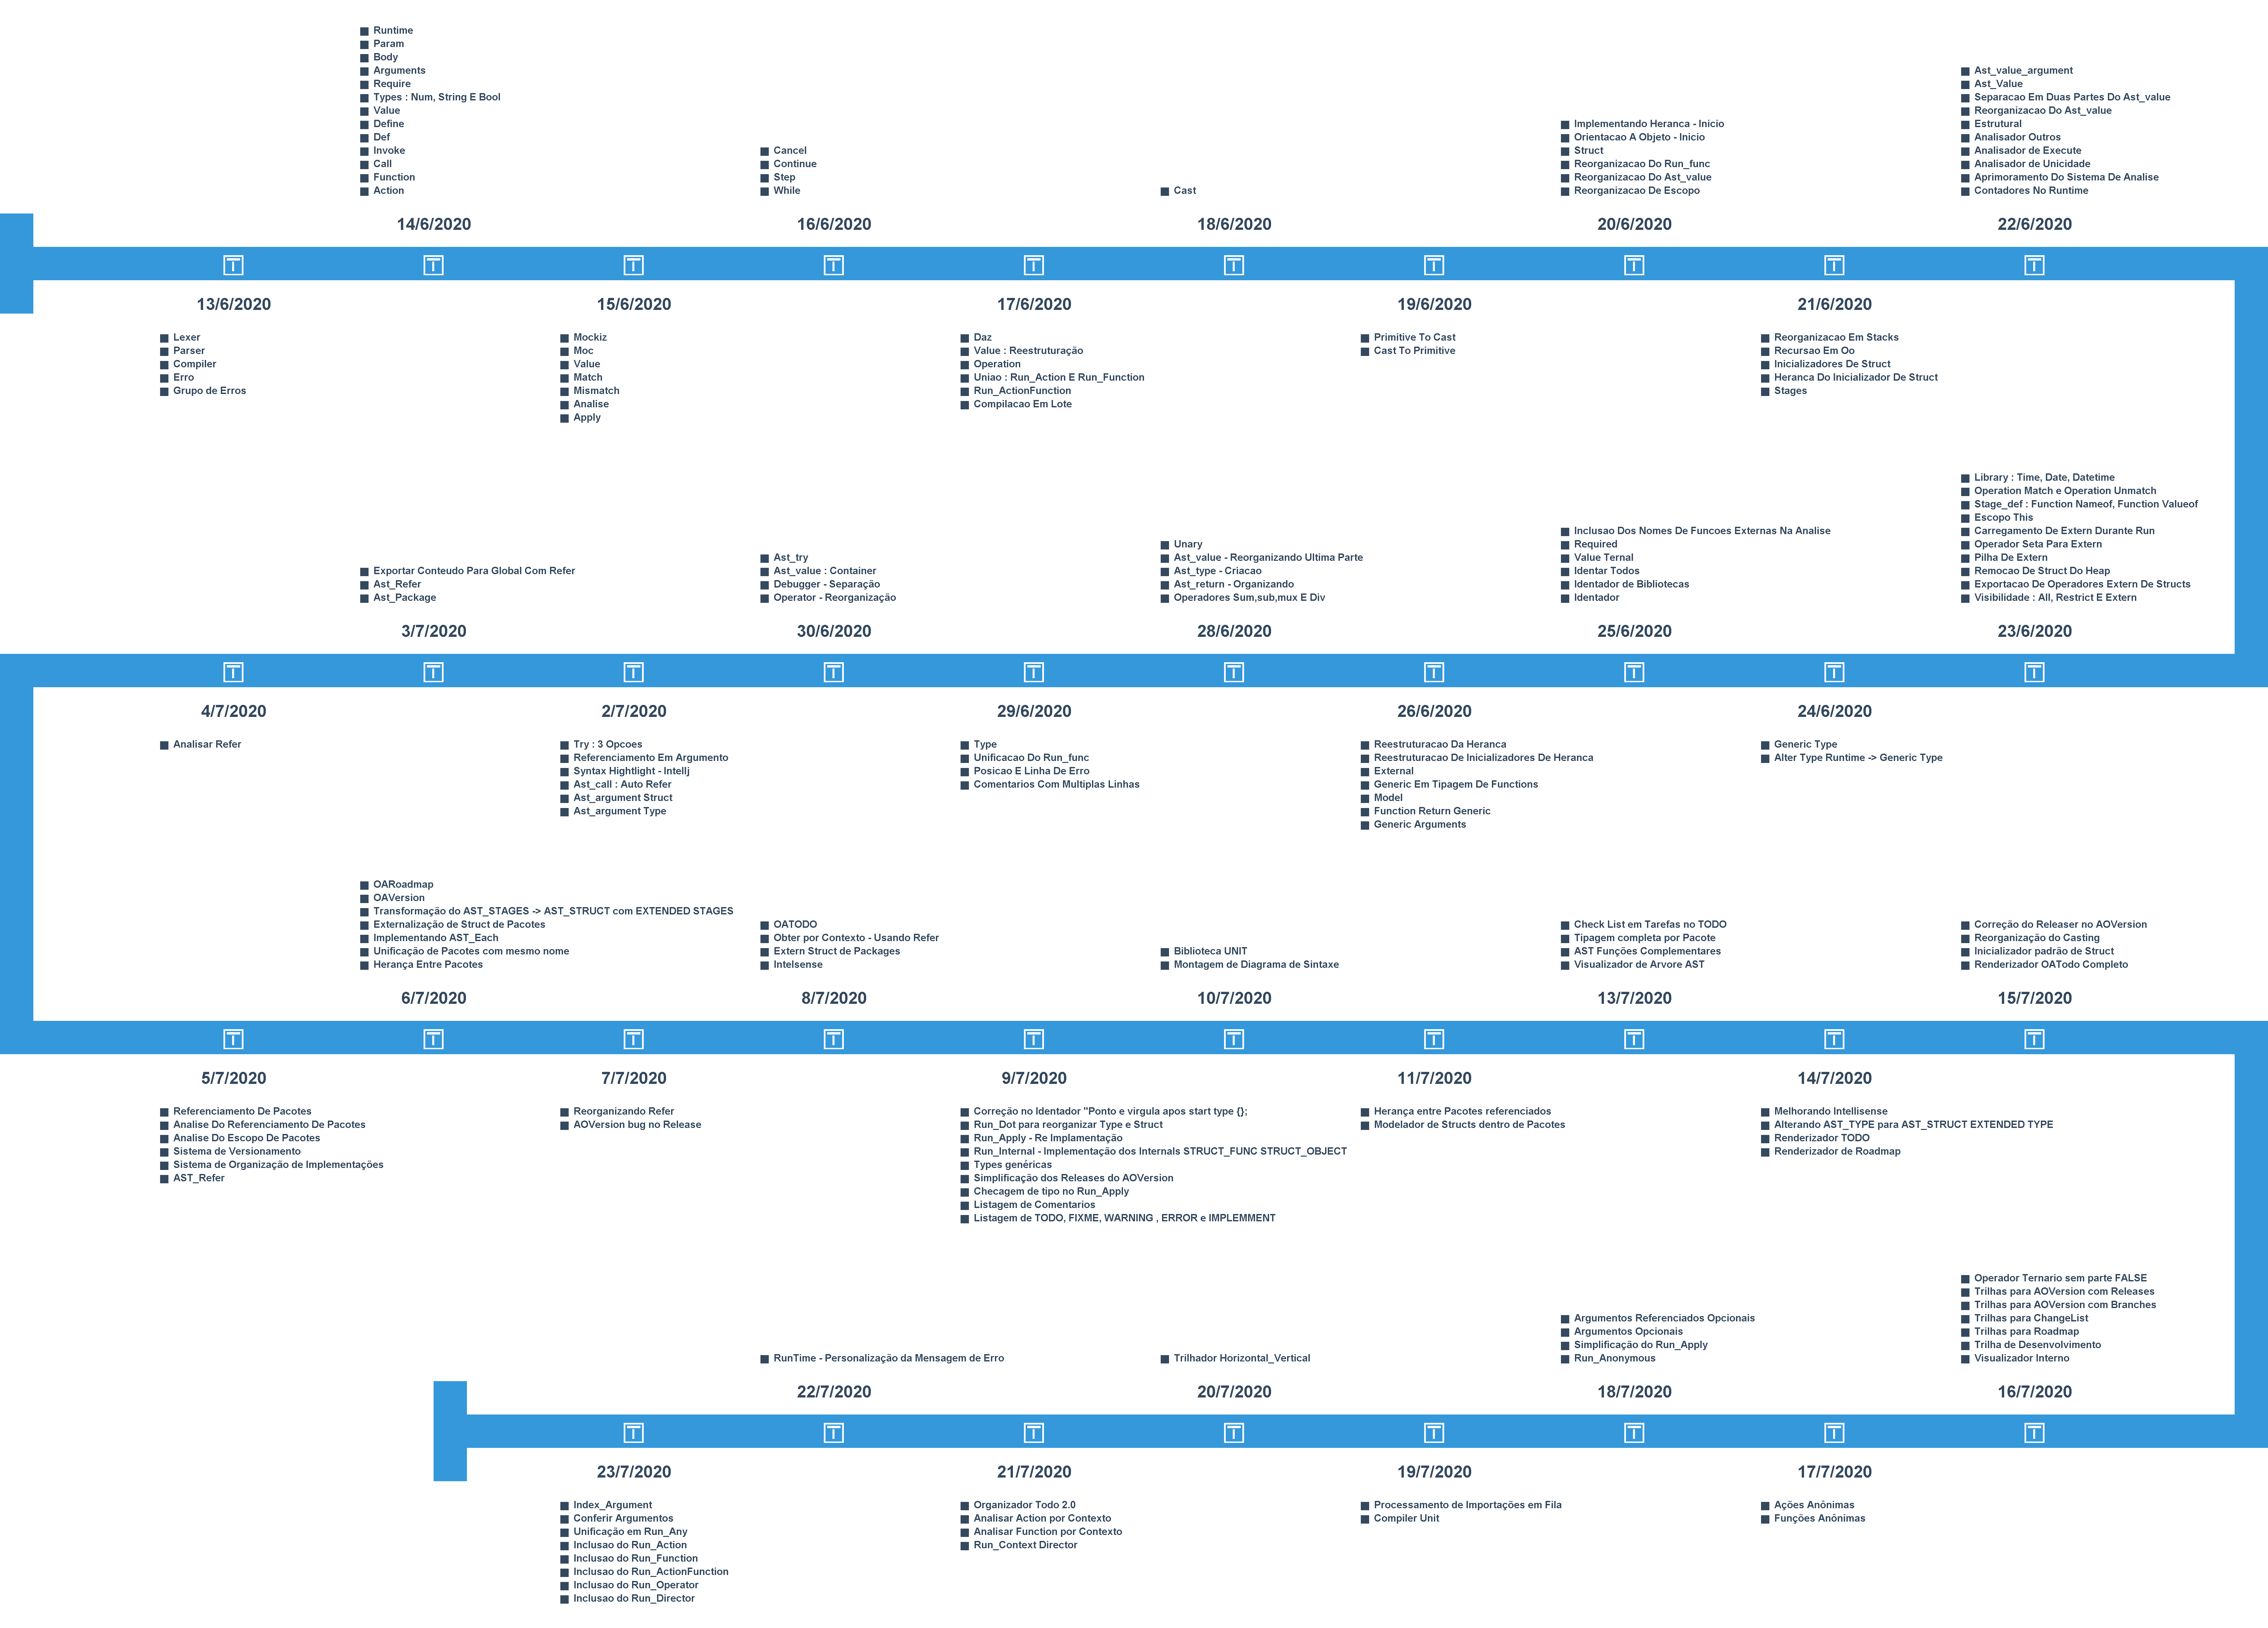 Runtime
Param
Body
Arguments
Require
Types : Num, String E Bool
Value
Define
Def
Invoke
Call
Function
Action
14/6/2020
Cancel
Continue
Step
While
16/6/2020
Cast
18/6/2020
Implementando Heranca - Inicio
Orientacao A Objeto - Inicio
Struct
Reorganizacao Do Run_func
Reorganizacao Do Ast_value
Reorganizacao De Escopo
20/6/2020
Ast_value_argument
Ast_Value
Separacao Em Duas Partes Do Ast_value
Reorganizacao Do Ast_value
Estrutural
Analisador Outros
Analisador de Execute
Analisador de Unicidade
Aprimoramento Do Sistema De Analise
Contadores No Runtime
22/6/2020
13/6/2020
Lexer
Parser
Compiler
Erro
Grupo de Erros
15/6/2020
Mockiz
Moc
Value
Match
Mismatch
Analise
Apply
17/6/2020
Daz
Value : Reestruturação
Operation
Uniao : Run_Action E Run_Function
Run_ActionFunction
Compilacao Em Lote
19/6/2020
Primitive To Cast
Cast To Primitive
21/6/2020
Reorganizacao Em Stacks
Recursao Em Oo
Inicializadores De Struct
Heranca Do Inicializador De Struct
Stages
Exportar Conteudo Para Global Com Refer
Ast_Refer
Ast_Package
3/7/2020
Ast_try
Ast_value : Container
Debugger - Separação
Operator - Reorganização
30/6/2020
Unary
Ast_value - Reorganizando Ultima Parte
Ast_type - Criacao
Ast_return - Organizando
Operadores Sum,sub,mux E Div
28/6/2020
Inclusao Dos Nomes De Funcoes Externas Na Analise
Required
Value Ternal
Identar Todos
Identador de Bibliotecas
Identador
25/6/2020
Library : Time, Date, Datetime
Operation Match e Operation Unmatch
Stage_def : Function Nameof, Function Valueof
Escopo This
Carregamento De Extern Durante Run
Operador Seta Para Extern
Pilha De Extern
Remocao De Struct Do Heap
Exportacao De Operadores Extern De Structs
Visibilidade : All, Restrict E Extern
23/6/2020
4/7/2020
Analisar Refer
2/7/2020
Try : 3 Opcoes
Referenciamento Em Argumento
Syntax Hightlight - Intellj
Ast_call : Auto Refer
Ast_argument Struct
Ast_argument Type
29/6/2020
Type
Unificacao Do Run_func
Posicao E Linha De Erro
Comentarios Com Multiplas Linhas
26/6/2020
Reestruturacao Da Heranca
Reestruturacao De Inicializadores De Heranca
External
Generic Em Tipagem De Functions
Model
Function Return Generic
Generic Arguments
24/6/2020
Generic Type
Alter Type Runtime -> Generic Type
OARoadmap
OAVersion
Transformação do AST_STAGES -> AST_STRUCT com EXTENDED STAGES
Externalização de Struct de Pacotes
Implementando AST_Each
Unificação de Pacotes com mesmo nome
Herança Entre Pacotes
6/7/2020
OATODO
Obter por Contexto - Usando Refer
Extern Struct de Packages
Intelsense
8/7/2020
Biblioteca UNIT
Montagem de Diagrama de Sintaxe
10/7/2020
Check List em Tarefas no TODO
Tipagem completa por Pacote
AST Funções Complementares
Visualizador de Arvore AST
13/7/2020
Correção do Releaser no AOVersion
Reorganização do Casting
Inicializador padrão de Struct
Renderizador OATodo Completo
15/7/2020
5/7/2020
Referenciamento De Pacotes
Analise Do Referenciamento De Pacotes
Analise Do Escopo De Pacotes
Sistema de Versionamento
Sistema de Organização de Implementações
AST_Refer
7/7/2020
Reorganizando Refer
AOVersion bug no Release
9/7/2020
Correção no Identador "Ponto e virgula apos start type {};
Run_Dot para reorganizar Type e Struct
Run_Apply - Re Implamentação
Run_Internal - Implementação dos Internals STRUCT_FUNC STRUCT_OBJECT
Types genéricas
Simplificação dos Releases do AOVersion
Checagem de tipo no Run_Apply
Listagem de Comentarios
Listagem de TODO, FIXME, WARNING , ERROR e IMPLEMMENT
11/7/2020
Herança entre Pacotes referenciados
Modelador de Structs dentro de Pacotes
14/7/2020
Melhorando Intellisense
Alterando AST_TYPE para AST_STRUCT EXTENDED TYPE
Renderizador TODO
Renderizador de Roadmap
RunTime - Personalização da Mensagem de Erro
22/7/2020
Trilhador Horizontal_Vertical
20/7/2020
Argumentos Referenciados Opcionais
Argumentos Opcionais
Simplificação do Run_Apply
Run_Anonymous
18/7/2020
Operador Ternario sem parte FALSE
Trilhas para AOVersion com Releases
Trilhas para AOVersion com Branches
Trilhas para ChangeList
Trilhas para Roadmap
Trilha de Desenvolvimento
Visualizador Interno
16/7/2020
23/7/2020
Index_Argument
Conferir Argumentos
Unificação em Run_Any
Inclusao do Run_Action
Inclusao do Run_Function
Inclusao do Run_ActionFunction
Inclusao do Run_Operator
Inclusao do Run_Director
21/7/2020
Organizador Todo 2.0
Analisar Action por Contexto
Analisar Function por Contexto
Run_Context Director
19/7/2020
Processamento de Importações em Fila
Compiler Unit
17/7/2020
Ações Anônimas
Funções Anônimas